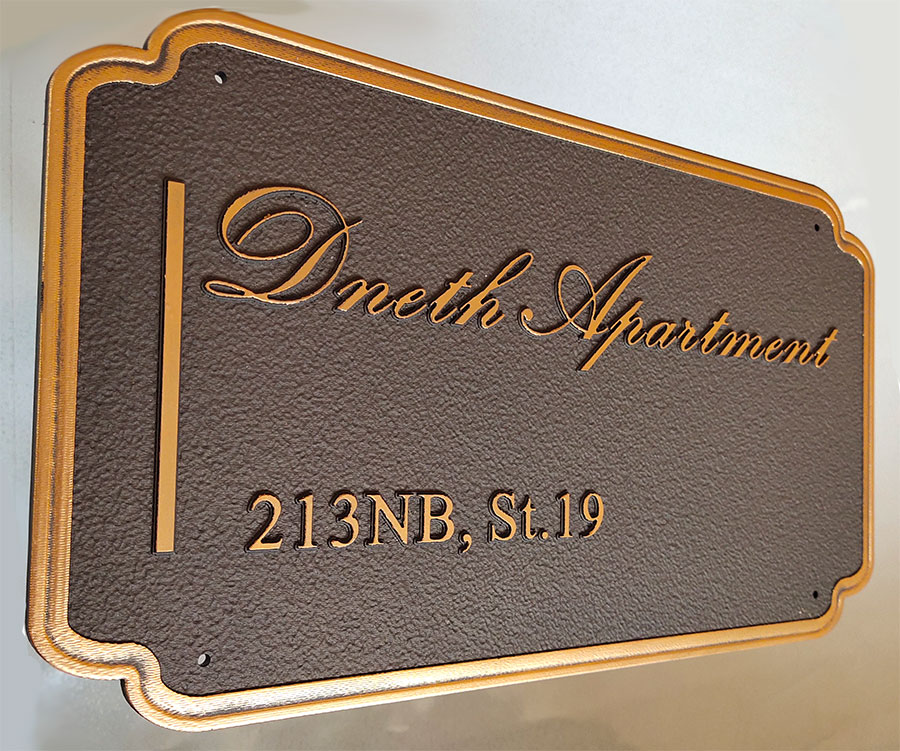 Dneth Apartment
213NB, St.19